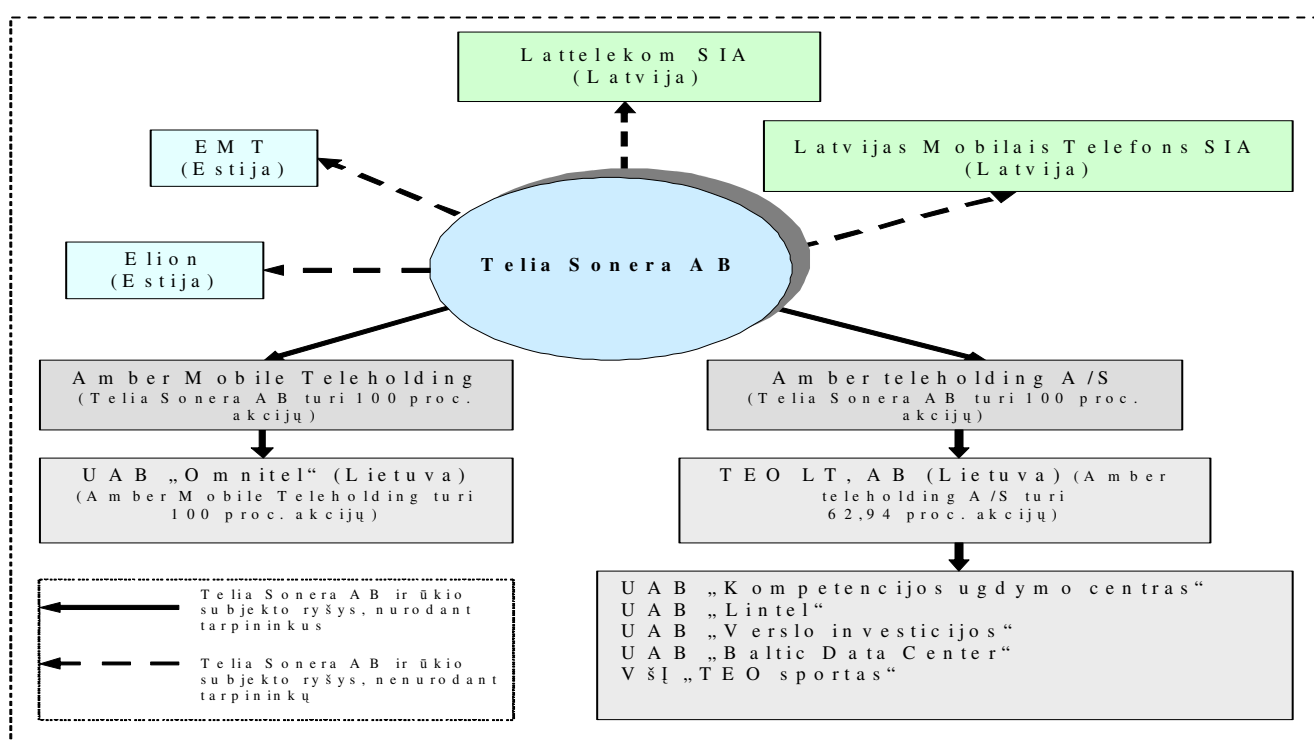 Lattelekom SIA
(Latvija)
EMT
(Estija)
Latvijas Mobilais Telefons SIA
(Latvija)
Elion
(Estija)
Telia Sonera AB
Amber Mobile Teleholding
(Telia Sonera AB turi 100 proc.
akcijų)
Amber teleholding A/S
(Telia Sonera AB turi 100 proc.
akcijų)
UAB „Omnitel“ (Lietuva)
(Amber Mobile Teleholding turi
100 proc. akcijų)
TEO LT, AB (Lietuva) (Amber
teleholding A/S turi
62,94 proc. akcijų)
Telia Sonera AB ir ūkio
subjekto ryšys, nurodant
tarpininkus
Telia Sonera AB ir ūkio
subjekto ryšys, nenurodant
tarpininkų
UAB „Kompetencijos ugdymo centras“
UAB „Lintel“
UAB „Verslo investicijos“
UAB „Baltic Data Center“
VšĮ „TEO sportas“